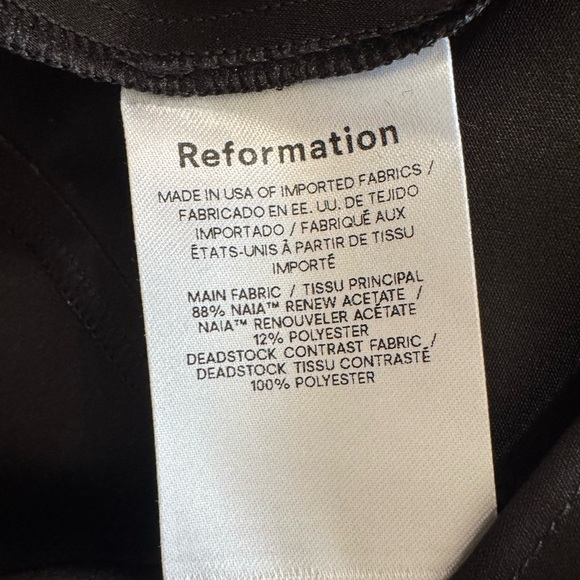 Reformation
MADE IN USA OF IMPORTED FABRICS /
FABRICADO EN EE. UU. DE TEJIDO
IMPORTADO / FABRIQUÉ AUX
ÉTATS-UNIS À PARTIR DE TISSU
IMPORTÉ
MAIN FABRIC / TISSU PRINCIPAL
88% NAIA™ RENEW ACETATE /
NAIA™ RENOUVELER ACÉTATE
12% POLYESTER
DEADSTOCK CONTRAST FABRIC /
DEADSTOCK TISSU CONTRASTÉ
100% POLYESTER